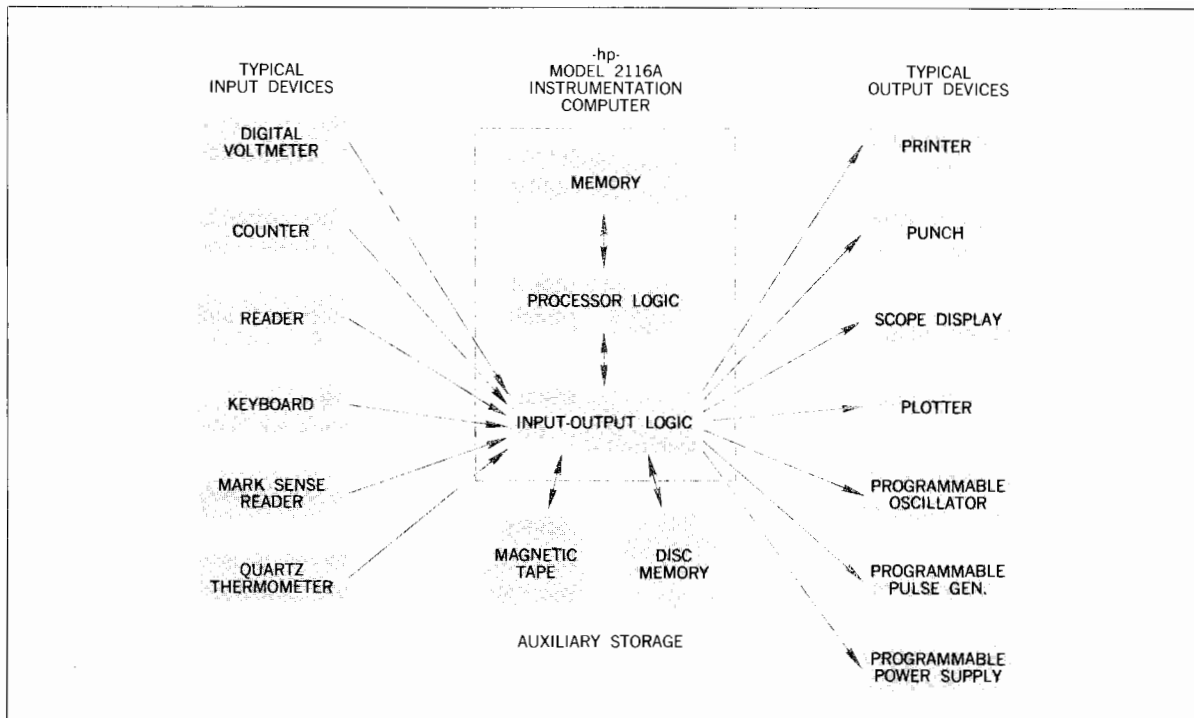 TYPICAL
INPUT DEVICES
DIGITAL
VOLTMETER
COUNTER
READER
KEYBOARD
MARK SENSE
READER
QUARTZ
THERMOMETER
-hp-
MODEL 2116A
INSTRUMENTATION
COMPUTER
MEMORY
PROCESSOR LOGIC
INPUT-OUTPUT LOGIC
MAGNETIC
TAPE
DISC
MEMORY
AUXILIARY STORAGE
TYPICAL
OUTPUT DEVICES
PRINTER
PUNCH
SCOPE DISPLAY
PLOTTER
PROGRAMMABLE
OSCILLATOR
PROGRAMMABLE
PULSE GEN.
PROGRAMMABLE
POWER SUPPLY